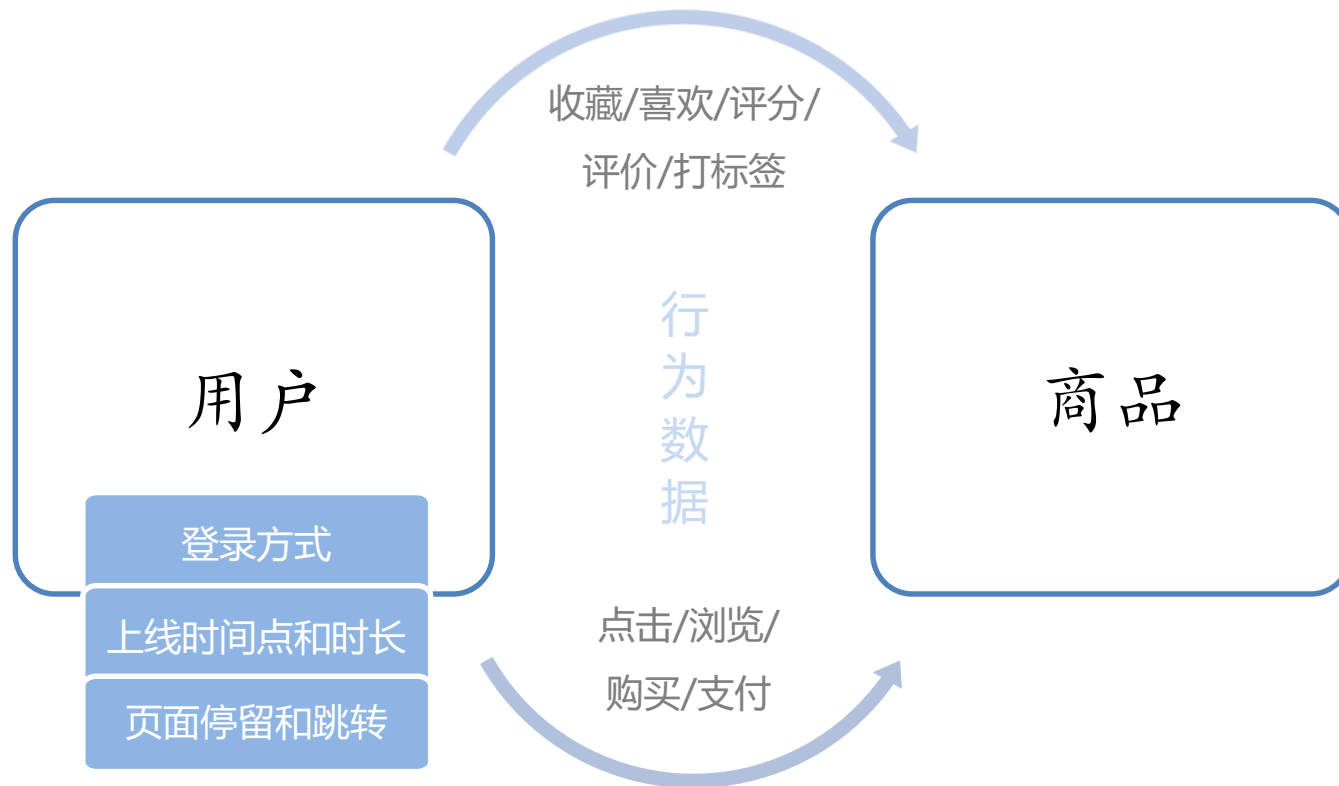 收藏/喜欢/评分/
评价/打标签
用户
行
为
数
据
商品
登录方式
上线时间点和时长
页面停留和跳转
点击/浏览/
购买/支付